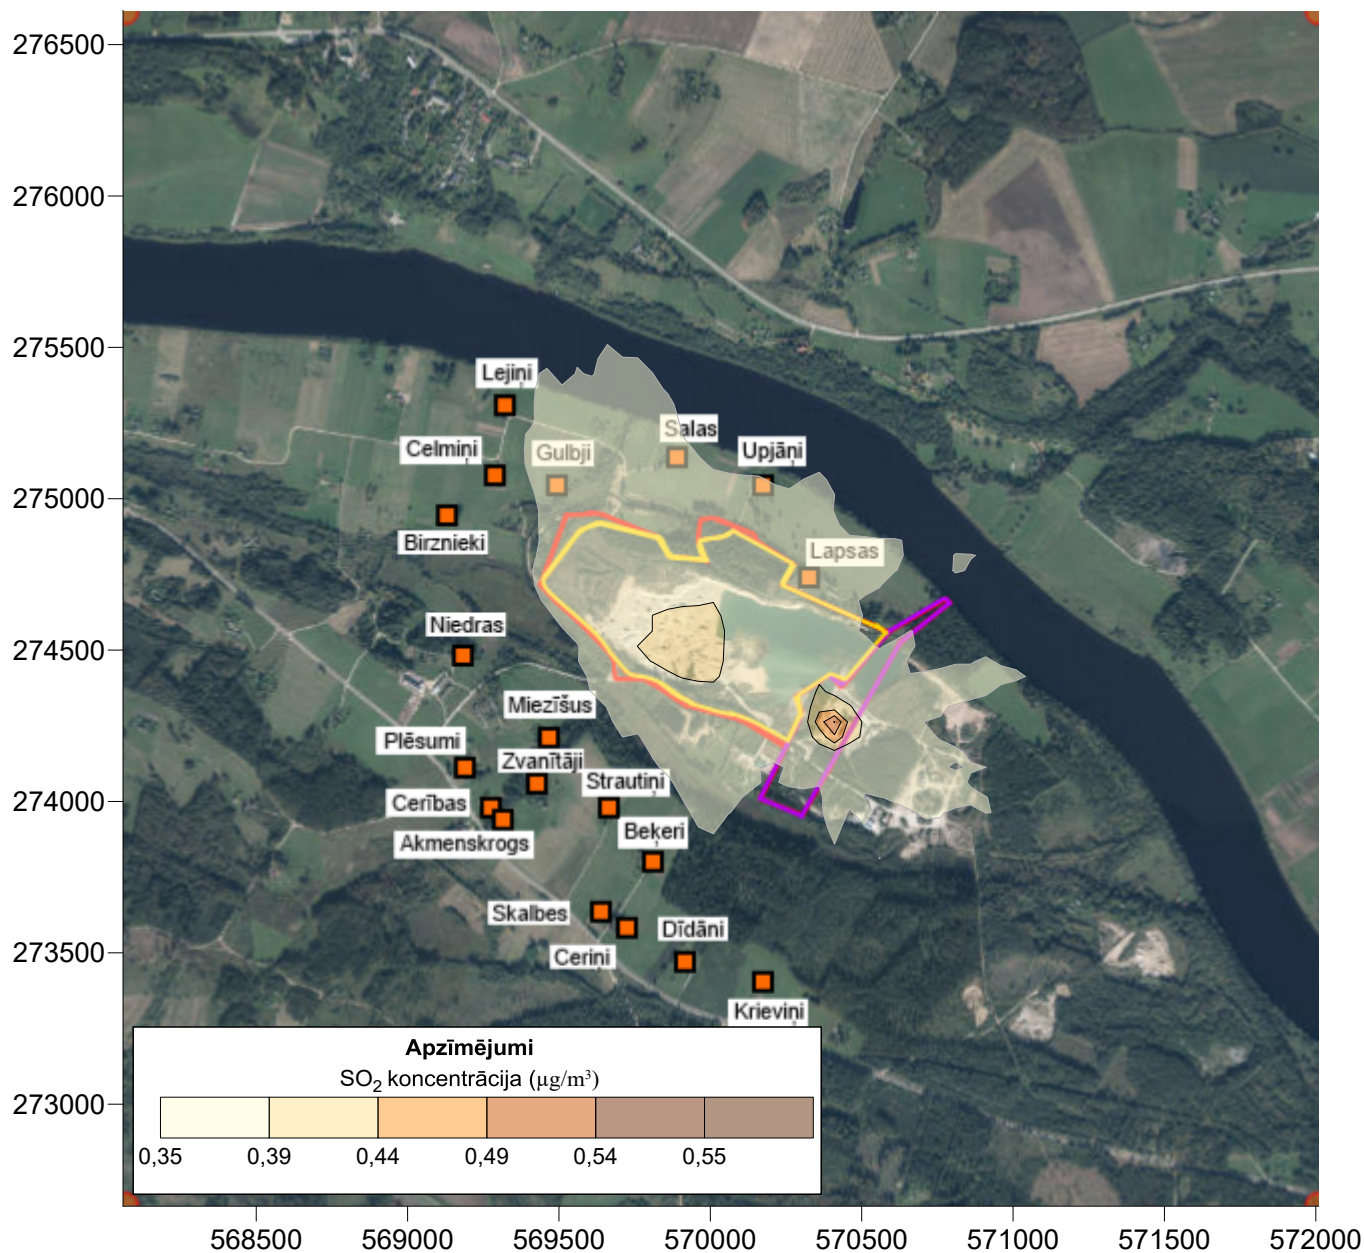 276500
276000
275500
275000
274500
274000
273500
273000
Lejiņi
Celmiņi
Gulbji
Salas
Upjāņi
Birznieki
Lapsas
Niedras
Miezīšus
Plēsumi
Zvanītāji
Strautiņi
Cerības
Akmenskrogs
Beķeri
Skalbes
Dīdāni
Ceriņi
Krieviņi
Apzīmējumi
SO₂ koncentrācija (µg/m³)
0,35 0,39 0,44 0,49 0,54 0,55
568500 569000 569500 570000 570500 571000 571500 572000